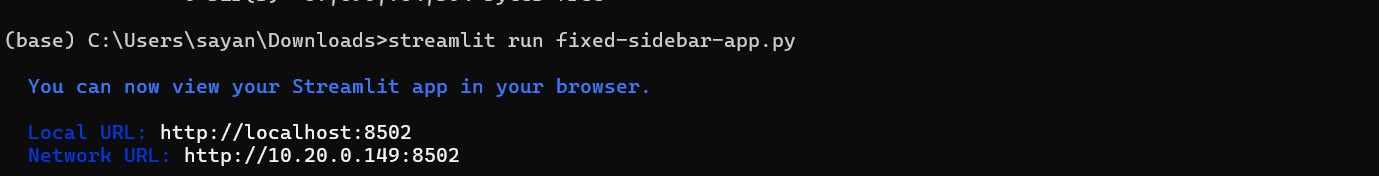 (base) C:\Users\sayan\Downloads>streamlit run fixed-sidebar-app.py
You can now view your Streamlit app in your browser.
Local URL: http://localhost:8502
Network URL: http://10.20.0.149:8502